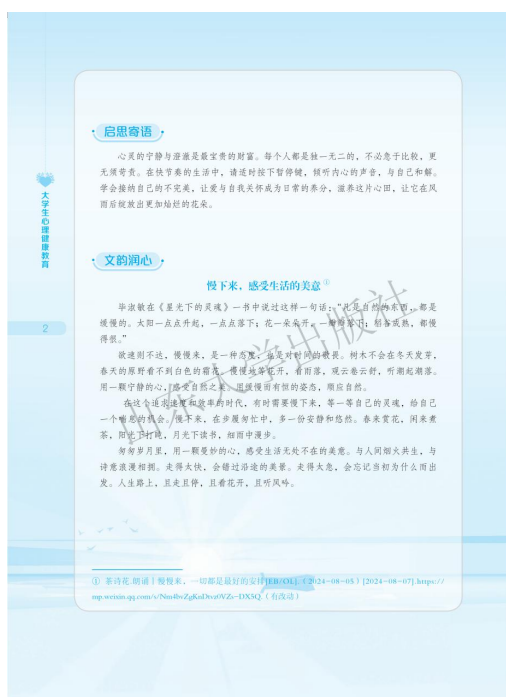 启思寄语
心灵的宁静与澄澈是最宝贵的财富。每个人都是独一无二的，不必急于比较，更
无须苛责。在快节奏的生活中，请适时按下暂停键，倾听内心的声音，与自己和解。
学会接纳自己的不完美，让爱与自我关怀成为日常的养分，滋养这片心田，让它在风
雨后绽放出更加灿烂的花朵。
大学生心理健康教育
2
文韵润心
慢下来，感受生活的美意①
毕淑敏在《星光下的灵魂》一书中说过这样一句话：“凡是自然的东西，都是
缓慢的。太阳一点点升起，一点点落下；花一朵朵开，一瓣瓣落下；稻谷成熟，都慢
得很。”
欲速则不达，慢慢来，是一种态度，也是对时间的敬畏。树木不会在冬天发芽，
春天的原野看不到白色的霜花。慢慢地等花开，看雨落，观云卷云舒，听潮起潮落。
用一颗宁静的心，感受自然之美。用缓慢而有恒的姿态，顺应自然。
在这个追求速度和效率的时代，有时需要慢下来，等一等自己的灵魂，给自己
一个喘息的机会。慢下来，在步履匆忙中，多一份安静和悠然。春来赏花，闲来煮
茶，阳光下打盹，月光下读书，细雨中漫步。
匆匆岁月里，用一颗曼妙的心，感受生活无处不在的美意。与人间烟火共生，与
诗意浪漫相拥。走得太快，会错过沿途的美景。走得太急，会忘记当初为什么而出
发。人生路上，且走且停，且看花开，且听风吟。
山东大学出版社
① 茶诗花.朗诵丨慢慢来，一切都是最好的安排[EB/OL].（2024-08-05）[2024-08-07].https://
mp.weixin.qq.com/s/Nm4lwZgKssDtva0VZs-DX5Q.（有改动）